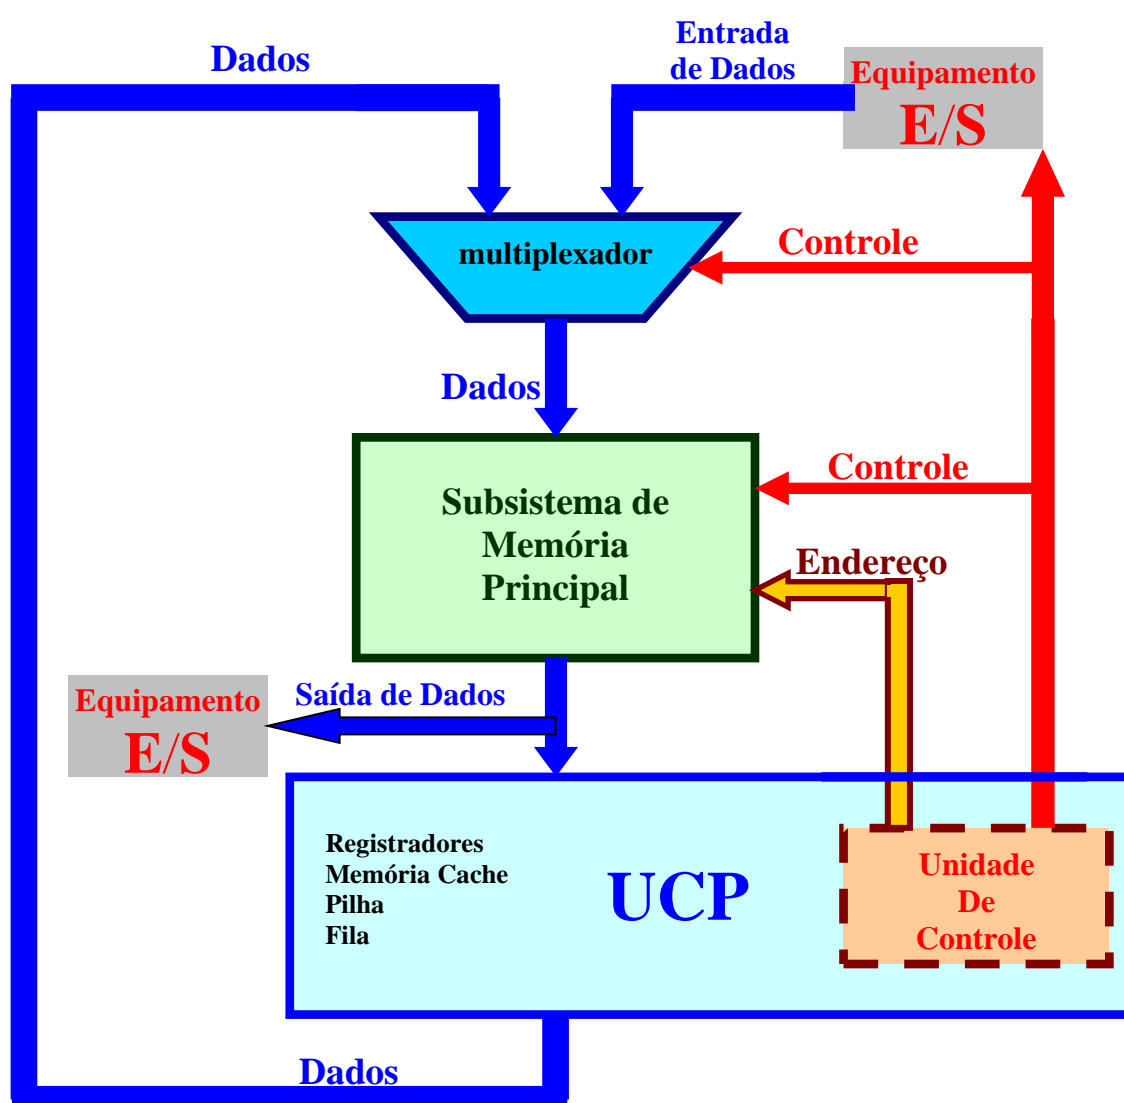 Dados
Entrada
de Dados
Equipamento
E/S
multiplexador
Controle
Dados
Controle
Subsistema de
Memória
Principal
Endereço
Equipamento
E/S
Saída de Dados
Registradores
Memória Cache
Pilha
Fila
UCP
Unidade
De
Controle
Dados